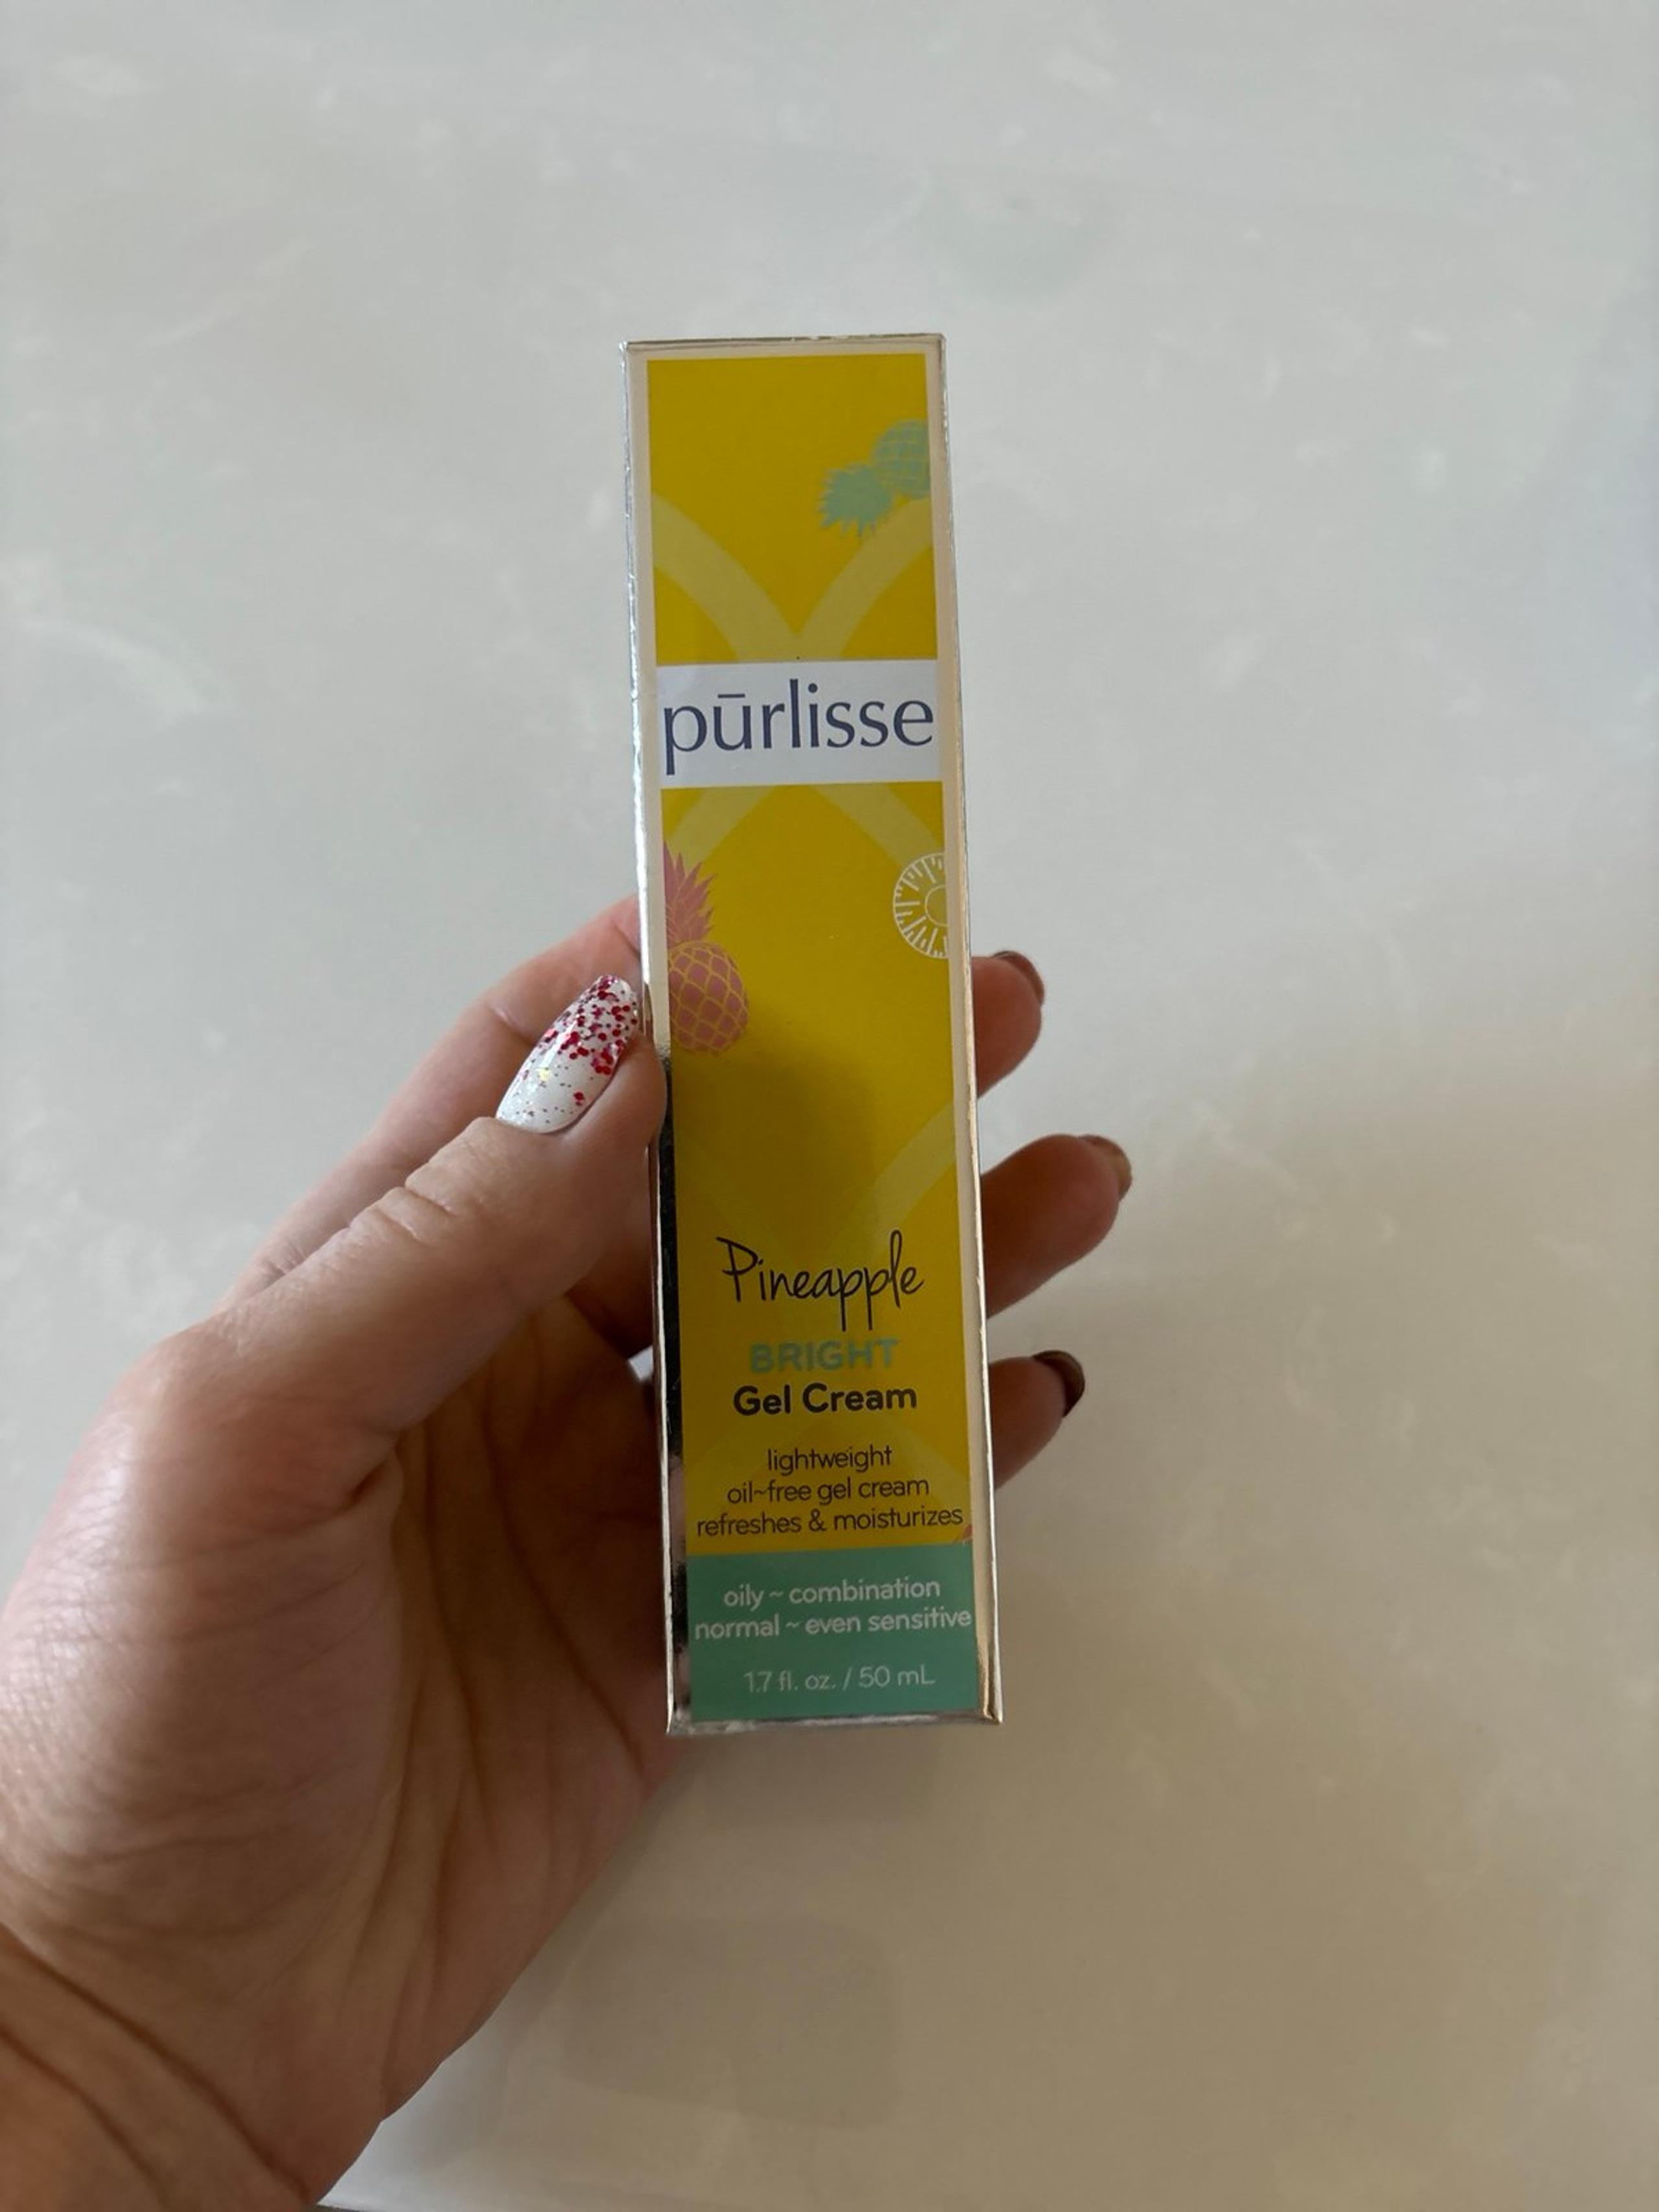 pūrlisse
Pineapple
BRIGHT
Gel Cream
lightweight
oil~free gel cream
refreshes & moisturizes
oily ~ combination
normal ~ even sensitive
1.7 fl. oz. / 50 mL